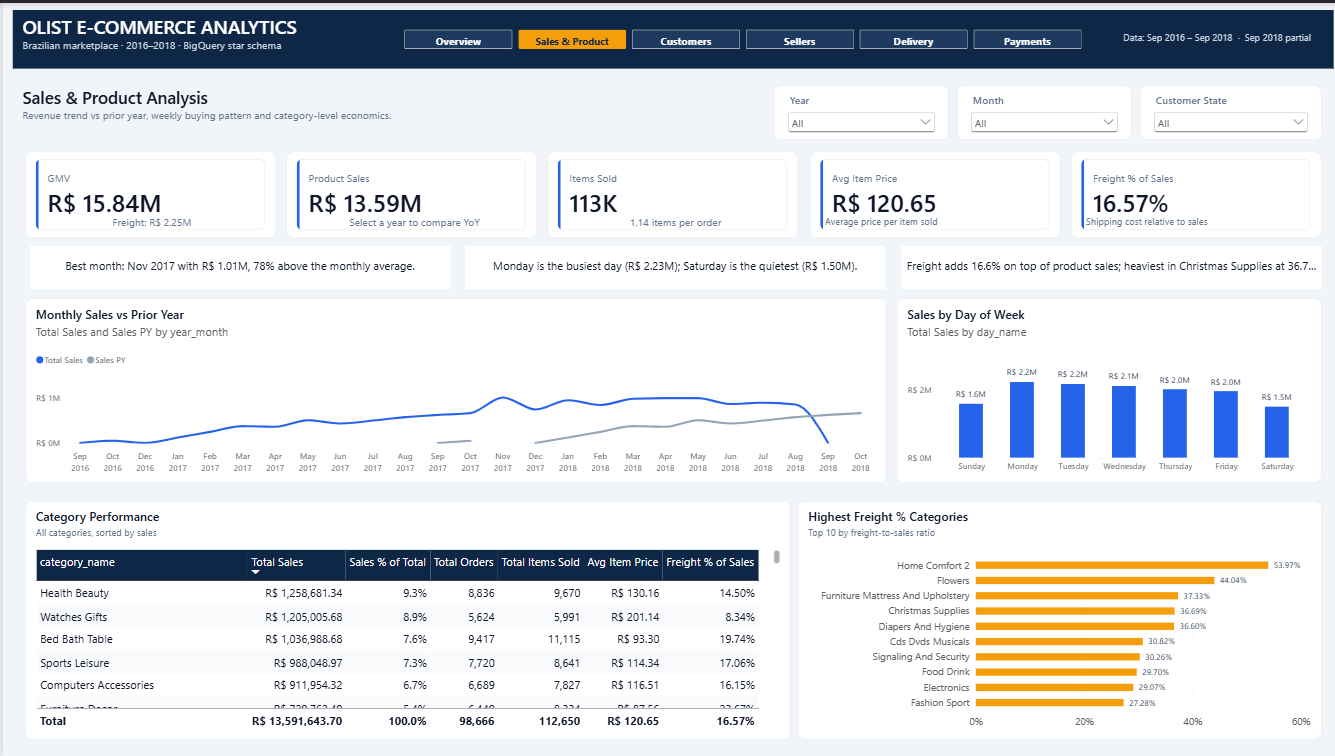 OLIST E-COMMERCE ANALYTICS
Brazilian marketplace · 2016–2018 · BigQuery star schema
Overview
Sales & Product
Customers
Sellers
Delivery
Payments
Data: Sep 2016 – Sep 2018 · Sep 2018 partial
Sales & Product Analysis
Revenue trend vs prior year, weekly buying pattern and category-level economics.
Year
All
Month
All
Customer State
All
GMV
R$ 15.84M
Freight: R$ 2.25M
Product Sales
R$ 13.59M
Select a year to compare YoY
Items Sold
113K
1.14 items per order
Avg Item Price
R$ 120.65
Average price per item sold
Freight % of Sales
16.57%
Shipping cost relative to sales
Best month: Nov 2017 with R$ 1.01M, 78% above the monthly average.
Monday is the busiest day (R$ 2.23M); Saturday is the quietest (R$ 1.50M).
Freight adds 16.6% on top of product sales; heaviest in Christmas Supplies at 36.7...
Monthly Sales vs Prior Year
Total Sales and Sales PY by year_month
Total Sales Sales PY
R$ 1M
R$ 0M
Sep Oct Dec Jan Feb Mar Apr May Jun Jul Aug Sep Oct Nov Dec Jan Feb Mar Apr May Jun Jul Aug Sep Oct
2016 2016 2016 2017 2017 2017 2017 2017 2017 2017 2017 2017 2017 2017 2017 2018 2018 2018 2018 2018 2018 2018 2018 2018 2018
Sales by Day of Week
Total Sales by day_name
R$ 2M
R$ 0M
R$ 1.6M R$ 2.2M R$ 2.2M R$ 2.1M R$ 2.0M R$ 2.0M R$ 1.5M
Sunday Monday Tuesday Wednesday Thursday Friday Saturday
Category Performance
All categories, sorted by sales
category_name Total Sales Sales % of Total Total Orders Total Items Sold Avg Item Price Freight % of Sales
Health Beauty R$ 1,258,681.34 9.3% 8,836 9,670 R$ 130.16 14.50%
Watches Gifts R$ 1,205,005.68 8.9% 5,624 5,991 R$ 201.14 8.34%
Bed Bath Table R$ 1,036,988.68 7.6% 9,417 11,115 R$ 93.30 19.74%
Sports Leisure R$ 988,048.97 7.3% 7,720 8,641 R$ 114.34 17.06%
Computers Accessories R$ 911,954.32 6.7% 6,689 7,827 R$ 116.51 16.15%
Total R$ 13,591,643.70 100.0% 98,666 112,650 R$ 120.65 16.57%
Highest Freight % Categories
Top 10 by freight-to-sales ratio
Home Comfort 2 53.97%
Flowers 44.04%
Furniture Mattress And Upholstery 37.33%
Christmas Supplies 36.69%
Diapers And Hygiene 36.60%
Cds Dvds Musicals 30.82%
Signaling And Security 30.26%
Food Drink 29.70%
Electronics 29.07%
Fashion Sport 27.28%
0% 20% 40% 60%